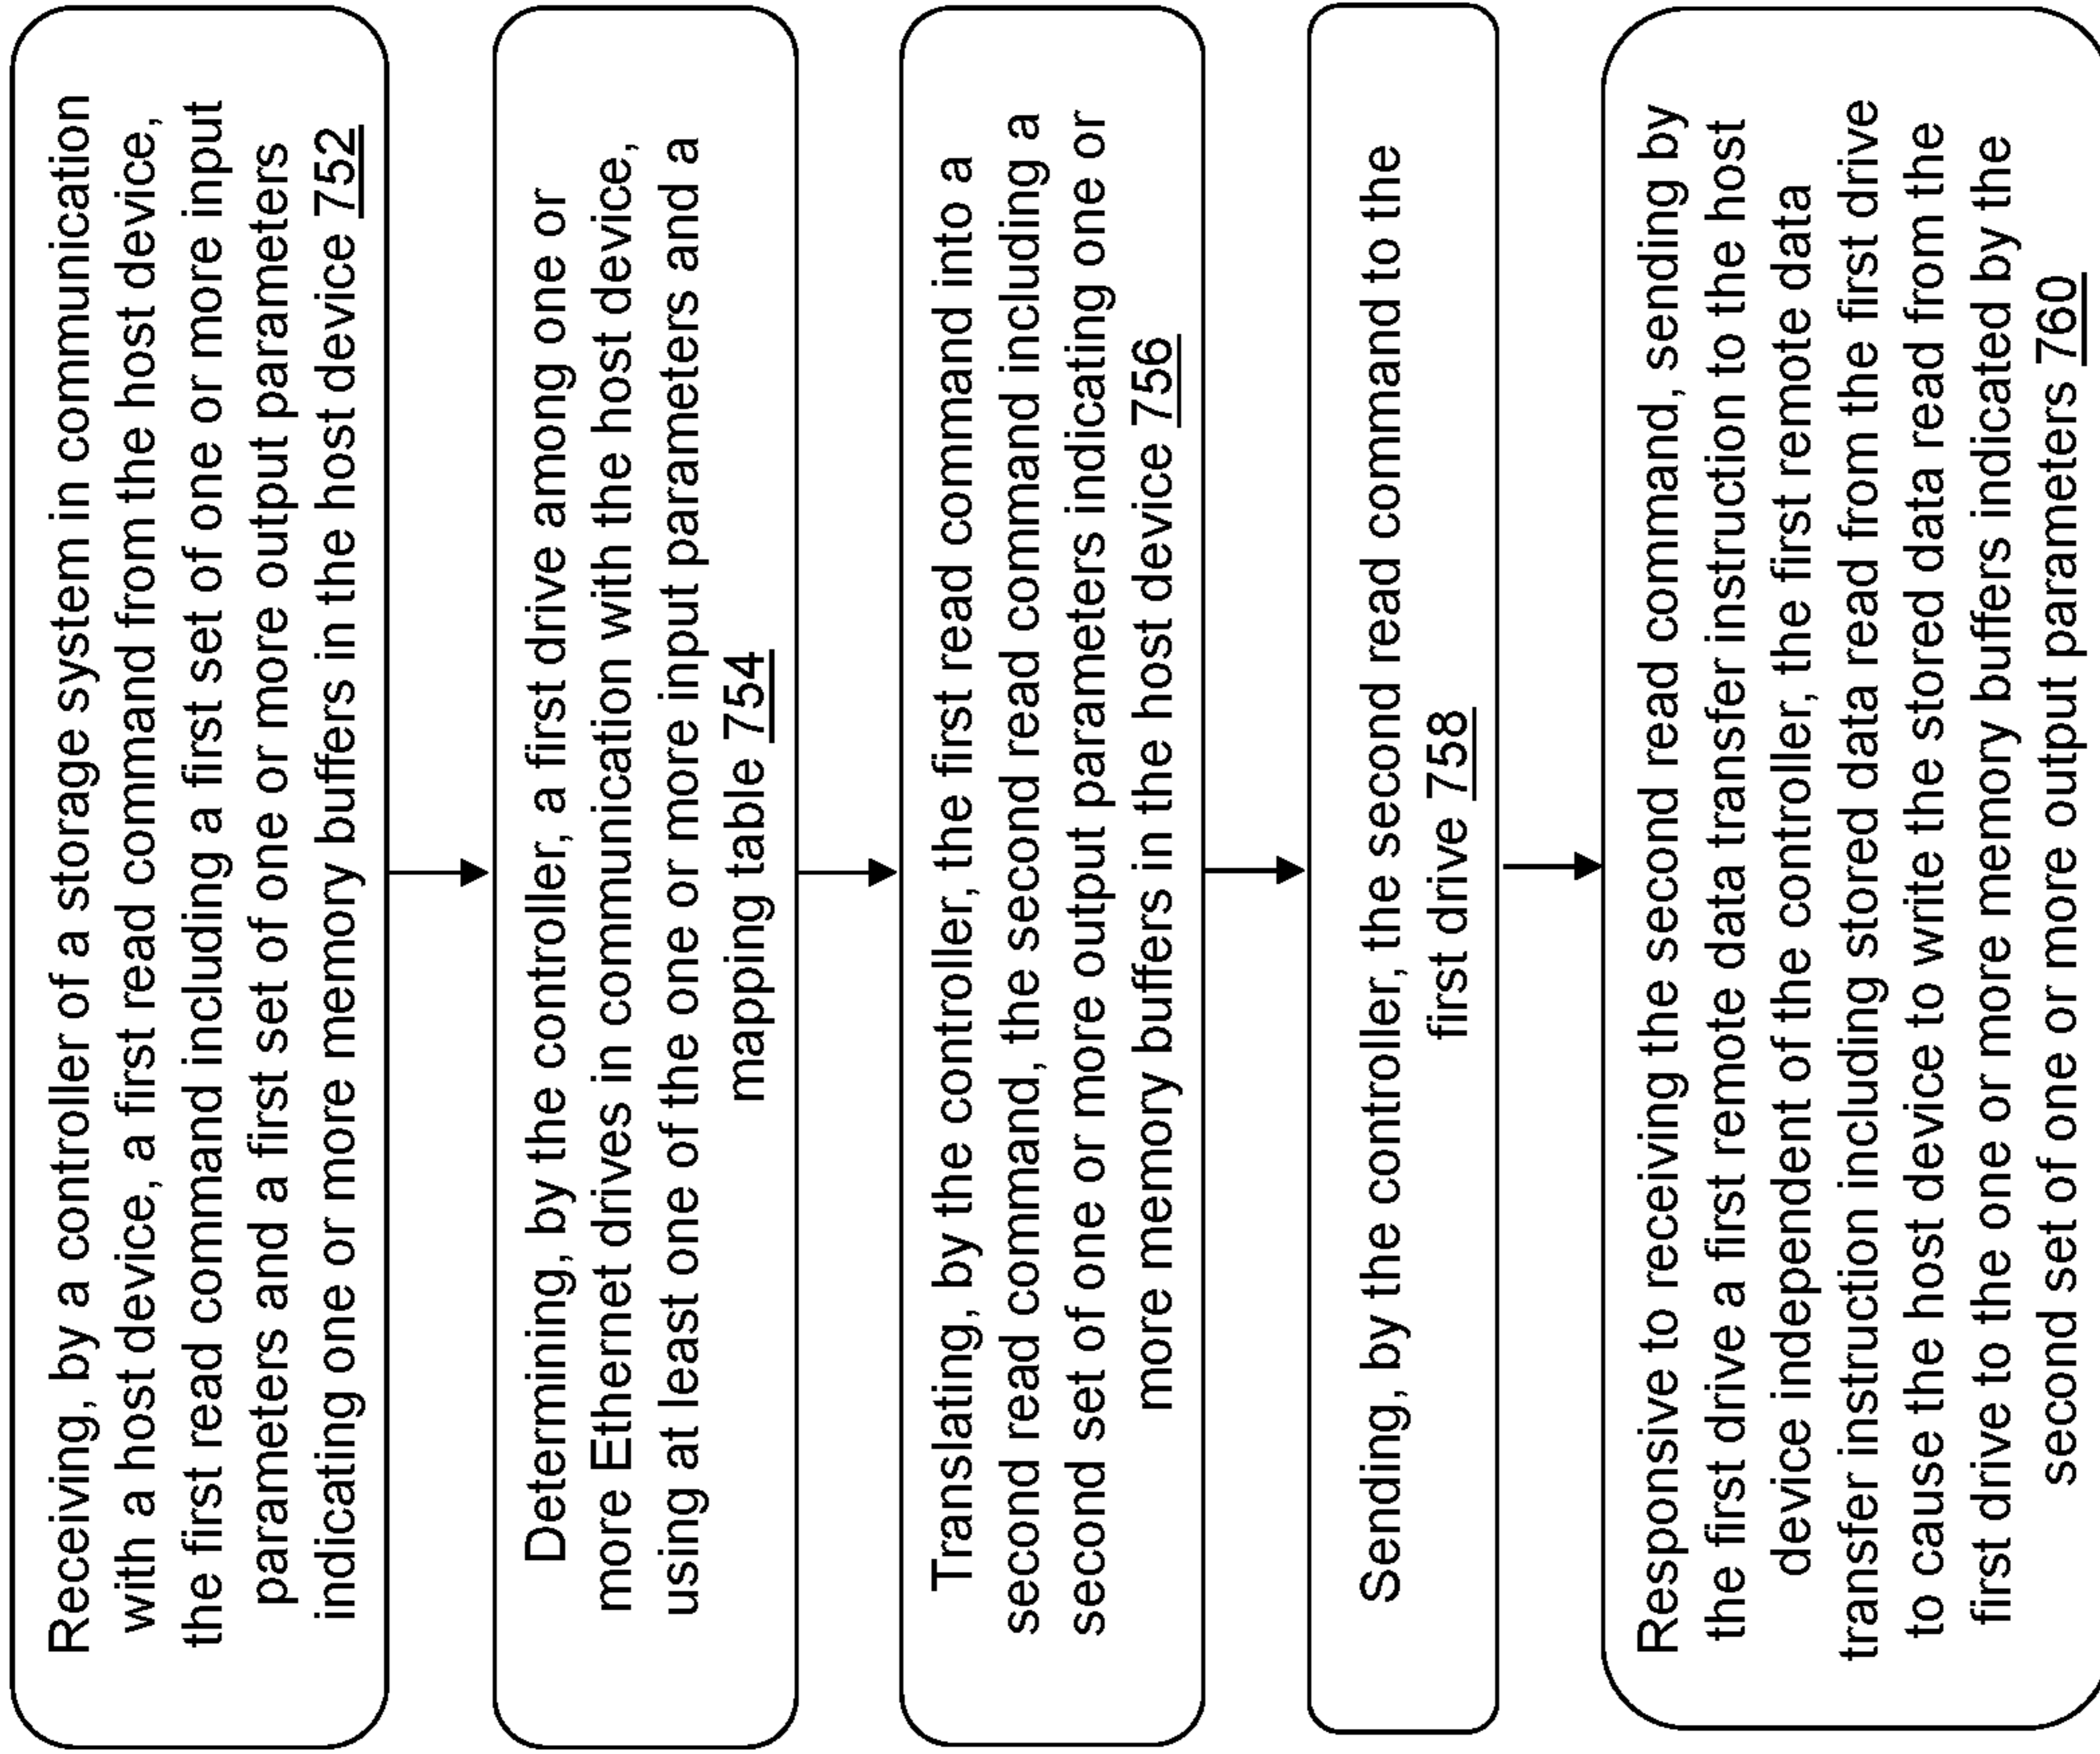 Receiving, by a controller of a storage system in communication
with a host device, a first read command from the host device,
the first read command including a first set of one or more input
parameters and a first set of one or more output parameters
indicating one or more memory buffers in the host device 752
Determining, by the controller, a first drive among one or
more Ethernet drives in communication with the host device,
using at least one of the one or more input parameters and a
mapping table 754
Translating, by the controller, the first read command into a
second read command, the second read command including a
second set of one or more output parameters indicating one or
more memory buffers in the host device 756
Sending, by the controller, the second read command to the
first drive 758
Responsive to receiving the second read command, sending by
the first drive a first remote data transfer instruction to the host
device independent of the controller, the first remote data
transfer instruction including stored data read from the first drive
to cause the host device to write the stored data read from the
first drive to the one or more memory buffers indicated by the
second set of one or more output parameters 760